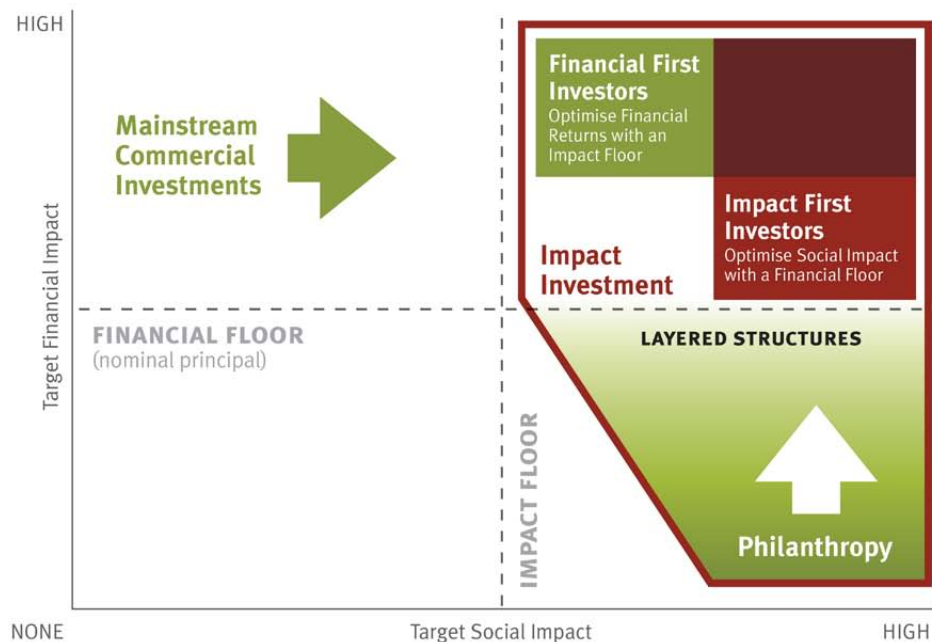 HIGH
Mainstream
Commercial
Investments
Financial First
Investors
Optimise Financial
Returns with an
Impact Floor
Impact First
Investors
Optimise Social Impact
with a Financial Floor
Impact
Investment
Target Financial Impact
FINANCIAL FLOOR
(nominal principal)
LAYERED STRUCTURES
IMPACT FLOOR
Philanthropy
NONE
Target Social Impact
HIGH